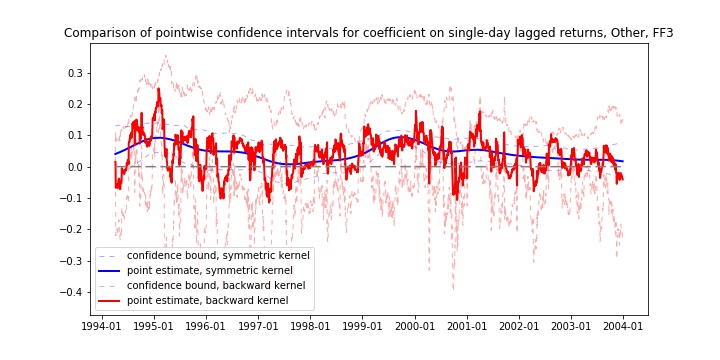 Comparison of pointwise confidence intervals for coefficient on single-day lagged returns, Other, FF3
0.3
0.2
0.1
0.0
−0.1
−0.2
−0.3
−0.4
confidence bound, symmetric kernel
point estimate, symmetric kernel
confidence bound, backward kernel
point estimate, backward kernel
1994-01 1995-01 1996-01 1997-01 1998-01 1999-01 2000-01 2001-01 2002-01 2003-01 2004-01